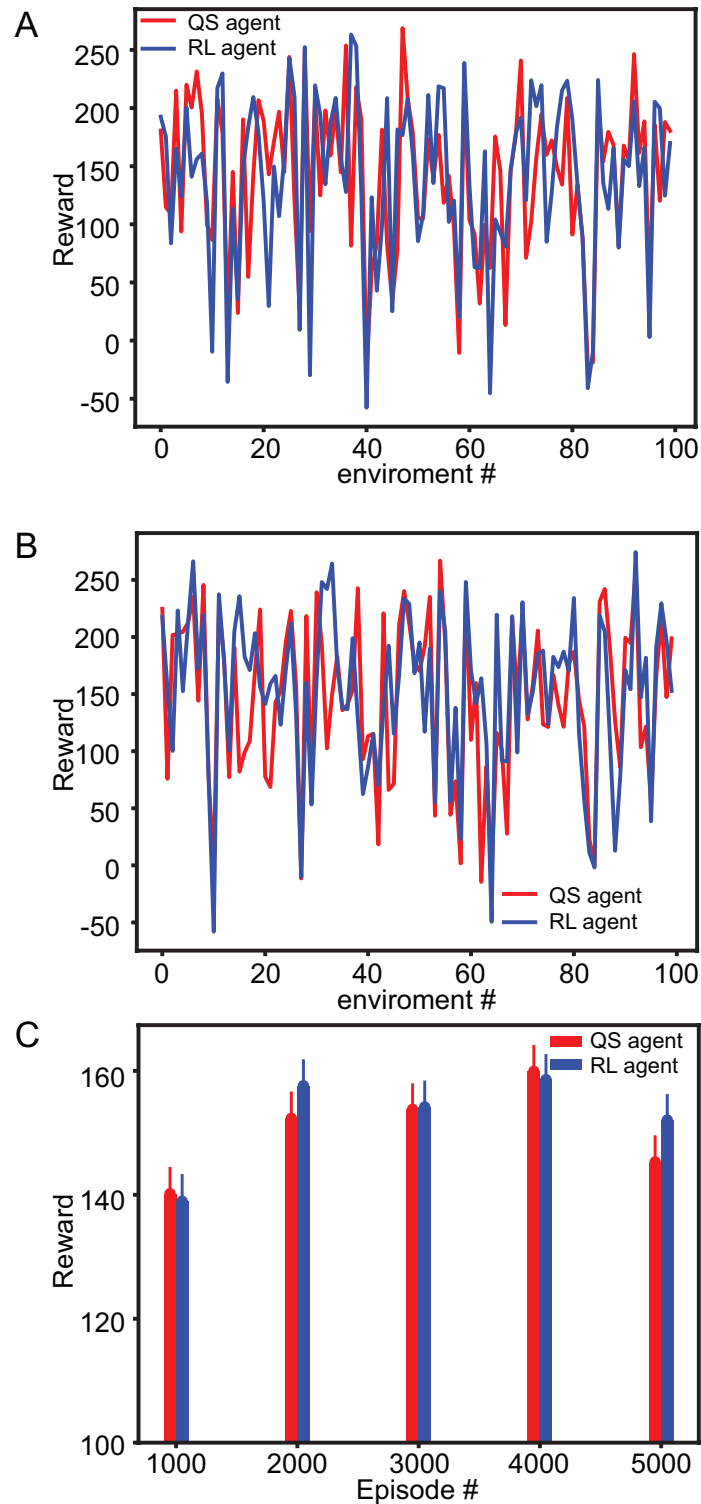 A
QS agent
RL agent
250
200
150
100
50
0
-50
Reward
0 20 40 60 80 100
enviroment #
B
250
200
150
100
50
0
-50
Reward
QS agent
RL agent
0 20 40 60 80 100
enviroment #
C
QS agent
RL agent
160
140
120
100
Reward
1000 2000 3000 4000 5000
Episode #